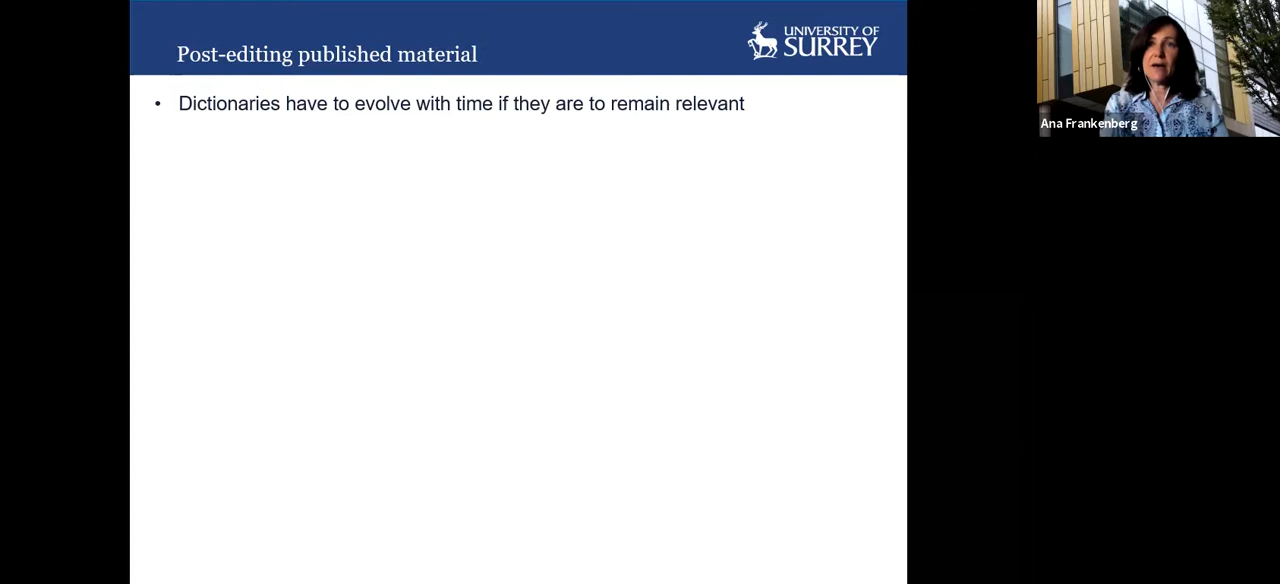 Post-editing published material
UNIVERSITY OF
SURREY
• Dictionaries have to evolve with time if they are to remain relevant
Ana Frankenberg